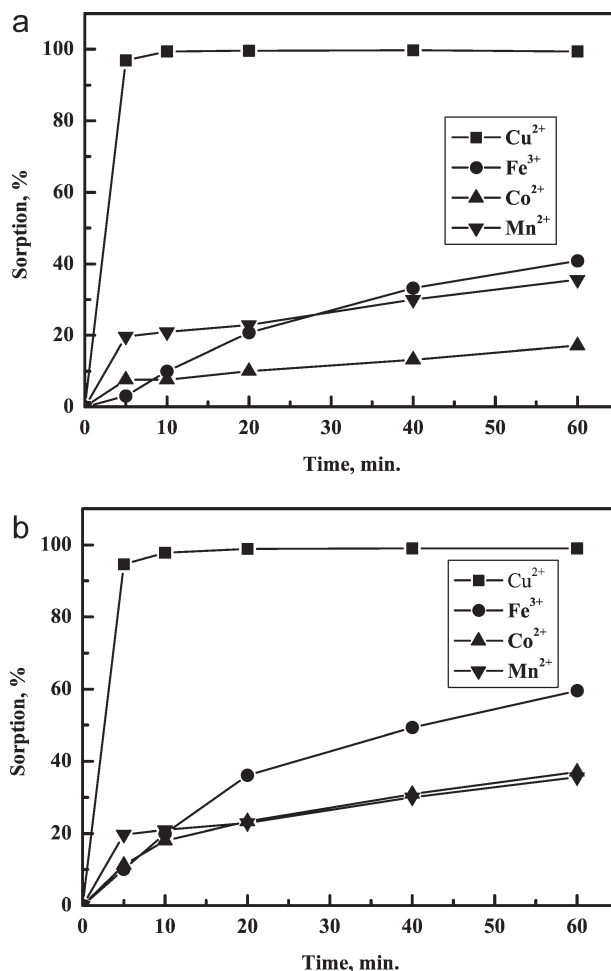 a
100
80
60
40
20
0
Sorption, %
Cu²⁺
Fe³⁺
Co²⁺
Mn²⁺
0 10 20 30 40 50 60
Time, min.
b
100
80
60
40
20
0
Sorption, %
Cu²⁺
Fe³⁺
Co²⁺
Mn²⁺
0 10 20 30 40 50 60
Time, min.